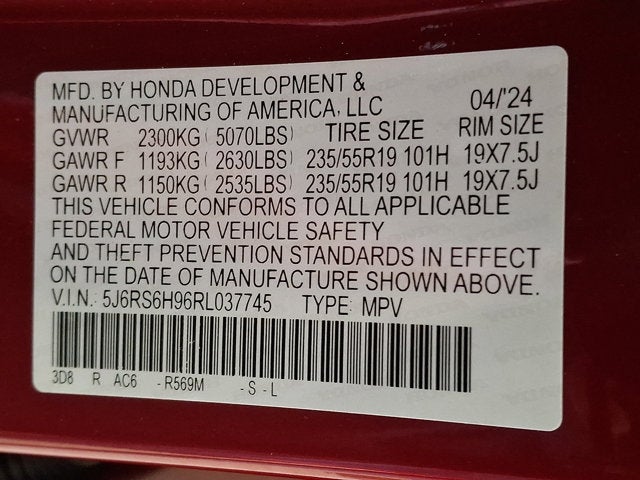 MFD. BY HONDA DEVELOPMENT &
MANUFACTURING OF AMERICA, LLC 04/'24
GVWR 2300KG ( 5070LBS) TIRE SIZE RIM SIZE
GAWR F 1193KG ( 2630LBS) 235/55R19 101H 19X7.5J
GAWR R 1150KG ( 2535LBS) 235/55R19 101H 19X7.5J
THIS VEHICLE CONFORMS TO ALL APPLICABLE
FEDERAL MOTOR VEHICLE SAFETY
AND THEFT PREVENTION STANDARDS IN EFFECT
ON THE DATE OF MANUFACTURE SHOWN ABOVE.
V.I.N.: 5J6RS6H96RL037745 TYPE: MPV
3D8 R AC6 -R569M -S-L